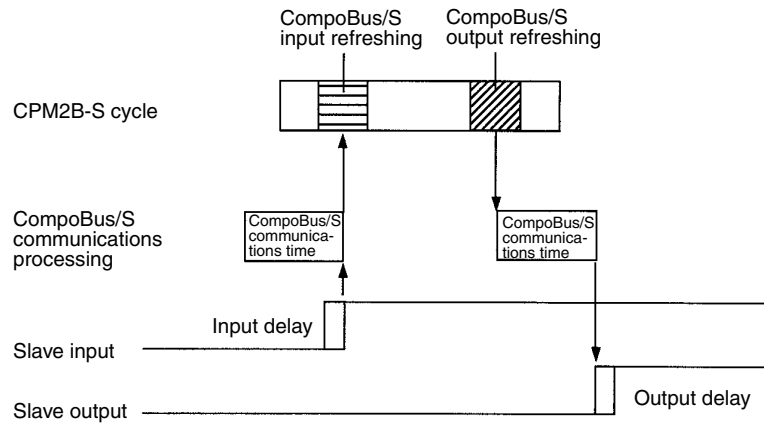 CompoBus/S
input refreshing
CompoBus/S
output refreshing
CPM2B-S cycle
CompoBus/S
communications
processing
CompoBus/S
communica-
tions time
CompoBus/S
communica-
tions time
Input delay
Slave input
Output delay
Slave output